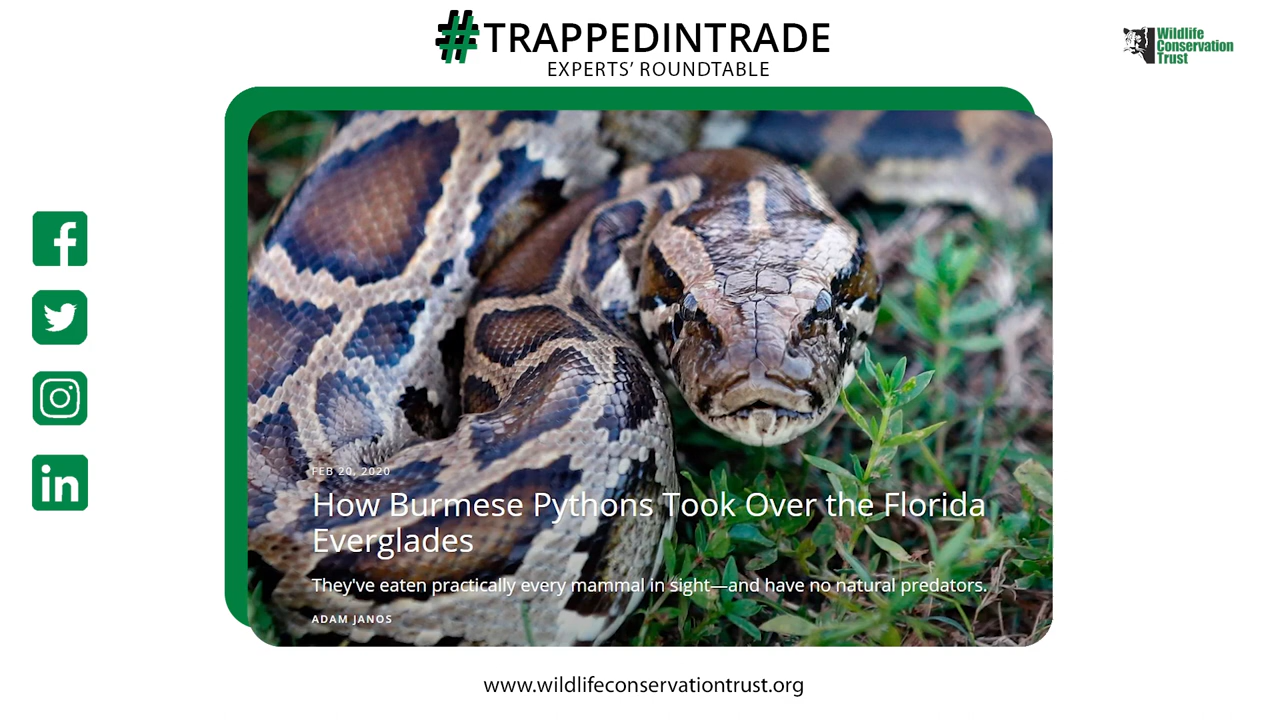 #TRAPPEDINTRADE
EXPERTS’ ROUNDTABLE
Wildlife
Conservation
Trust
FEB 20, 2020
How Burmese Pythons Took Over the Florida
Everglades
They've eaten practically every mammal in sight—and have no natural predators.
ADAM JANOS
www.wildlifeconservationtrust.org